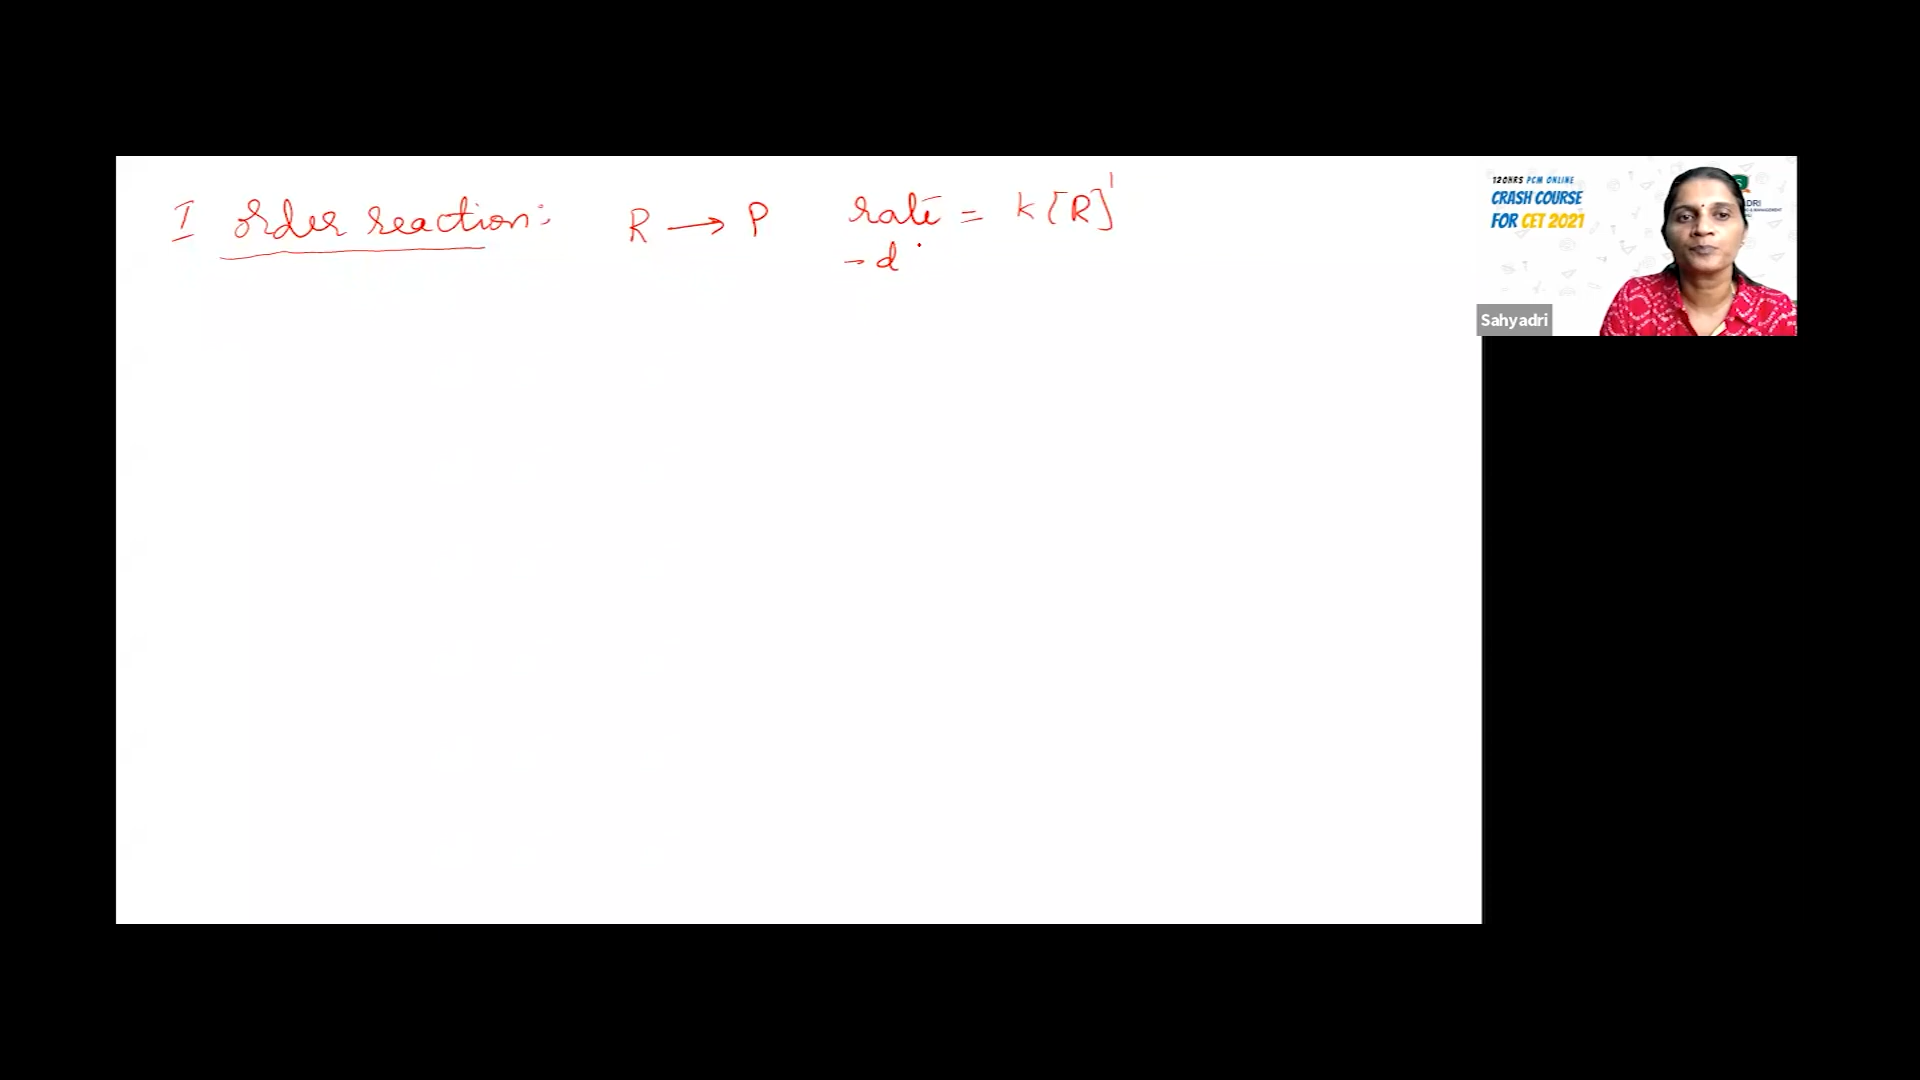 I order reaction: R → P rate = k[R]¹
- d
120HRS PCM ONLINE
CRASH COURSE
FOR CET 2021
Sahyadri